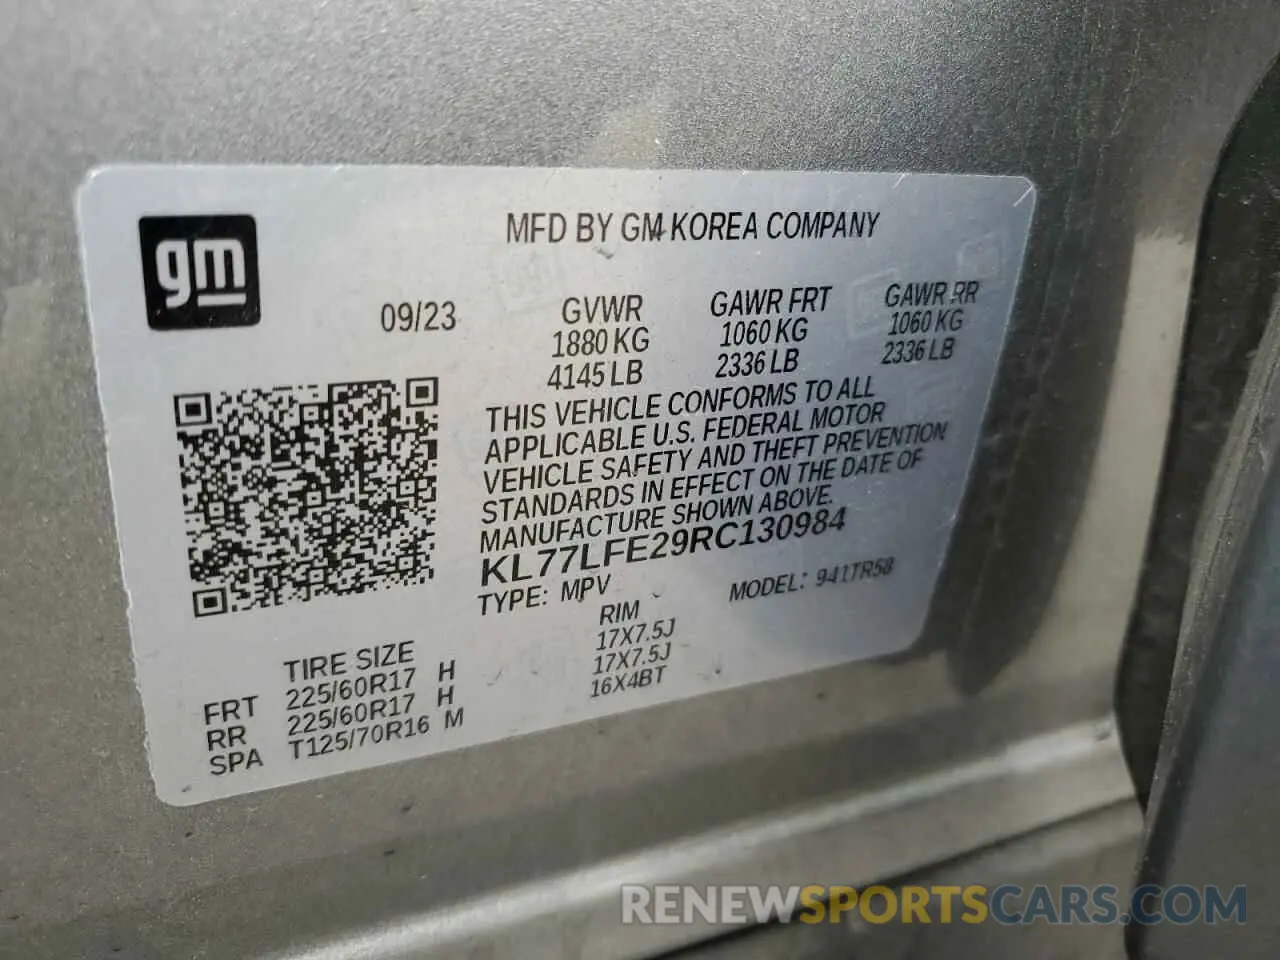 gm
MFD BY GM KOREA COMPANY
09/23
GVWR
1880 KG
4145 LB
GAWR FRT
1060 KG
2336 LB
GAWR RR
1060 KG
2336 LB
THIS VEHICLE CONFORMS TO ALL
APPLICABLE U.S. FEDERAL MOTOR
VEHICLE SAFETY AND THEFT PREVENTION
STANDARDS IN EFFECT ON THE DATE OF
MANUFACTURE SHOWN ABOVE.
KL77LFE29RC130984
TYPE: MPV MODEL: 941TR58
TIRE SIZE RIM
FRT 225/60R17 H 17X7.5J
RR 225/60R17 H 17X7.5J
SPA T125/70R16 M 16X4BT
RENEWSPORTSCARS.COM